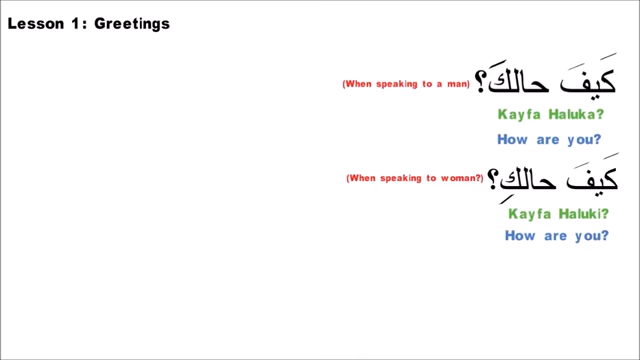 Lesson 1: Greetings
كَيفَ حالكَ؟ (When speaking to a man)
Kayfa Haluka?
How are you?
كَيفَ حالكِ؟ (When speaking to woman?)
Kayfa Haluki?
How are you?